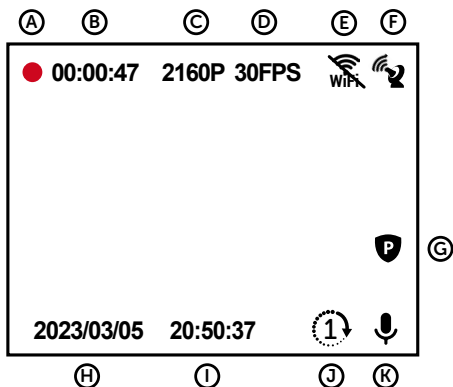 A B C D E F
00:00:47 2160P 30FPS WiFi
P G
2023/03/05 20:50:37 1
H I J K